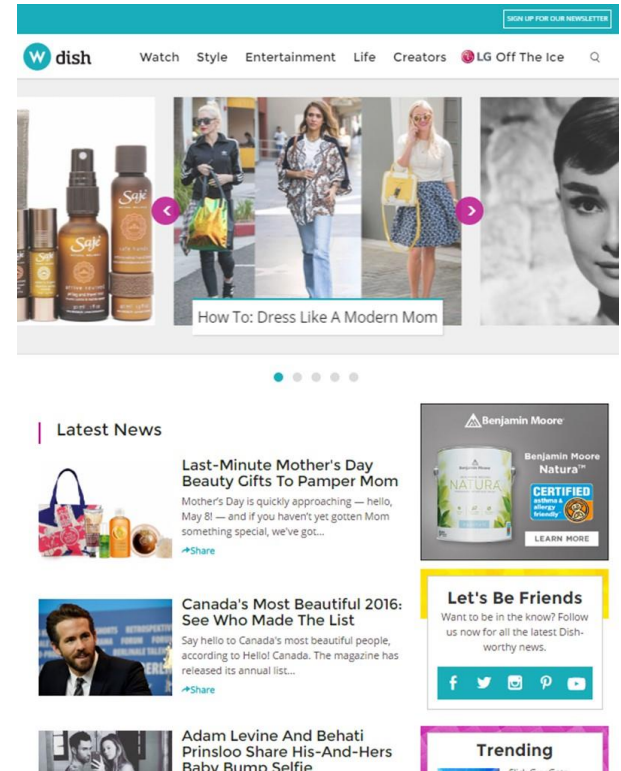 SIGN UP FOR OUR NEWSLETTER
W dish
Watch Style Entertainment Life Creators LG Off The Ice
Sajé
Sajé
Sajé
How To: Dress Like A Modern Mom
Latest News
Last-Minute Mother's Day
Beauty Gifts To Pamper Mom
Mother's Day is quickly approaching — hello,
May 8! — and if you haven't yet gotten Mom
something special, we've got...
Share
Canada's Most Beautiful 2016:
See Who Made The List
Say hello to Canada's most beautiful people,
according to Hello! Canada. The magazine has
released its annual list...
Share
Adam Levine And Behati
Prinsloo Share His-And-Hers
Baby Bump Selfie
Benjamin Moore
Benjamin Moore
Natura™
NATURA
CERTIFIED
asthma &
allergy
friendly™
LEARN MORE
Let's Be Friends
Want to be in the know? Follow
us now for all the latest Dish-
worthy news.
Trending